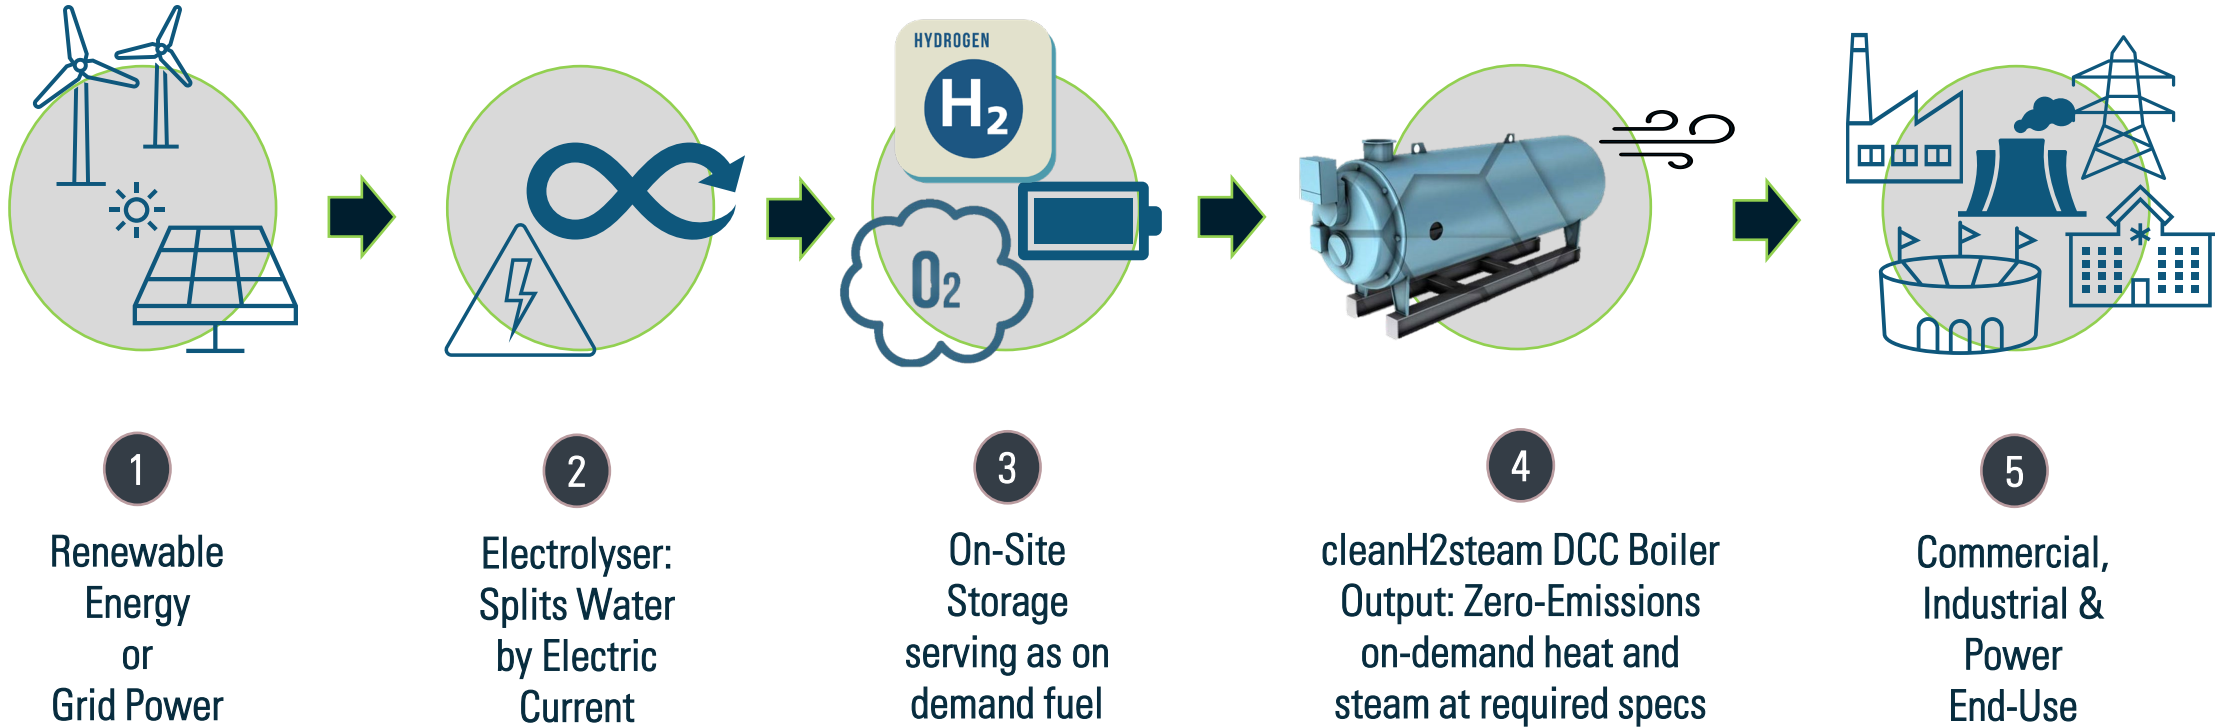 HYDROGEN
H2
O2
1
Renewable
Energy
or
Grid Power
2
Electrolyser:
Splits Water
by Electric
Current
3
On-Site
Storage
serving as on
demand fuel
4
cleanH2steam DCC Boiler
Output: Zero-Emissions
on-demand heat and
steam at required specs
5
Commercial,
Industrial &
Power
End-Use